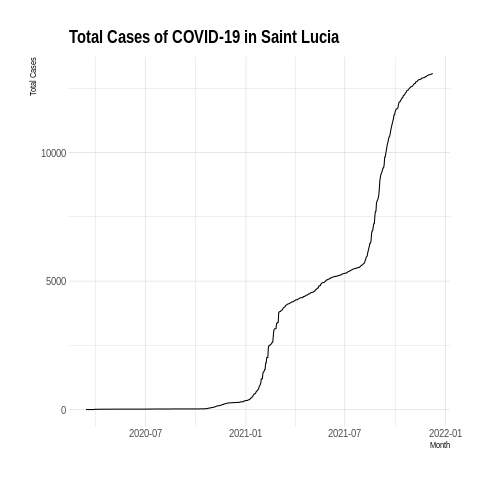 Total Cases of COVID-19 in Saint Lucia
Total Cases
10000
5000
0
2020-07 2021-01 2021-07 2022-01
Month